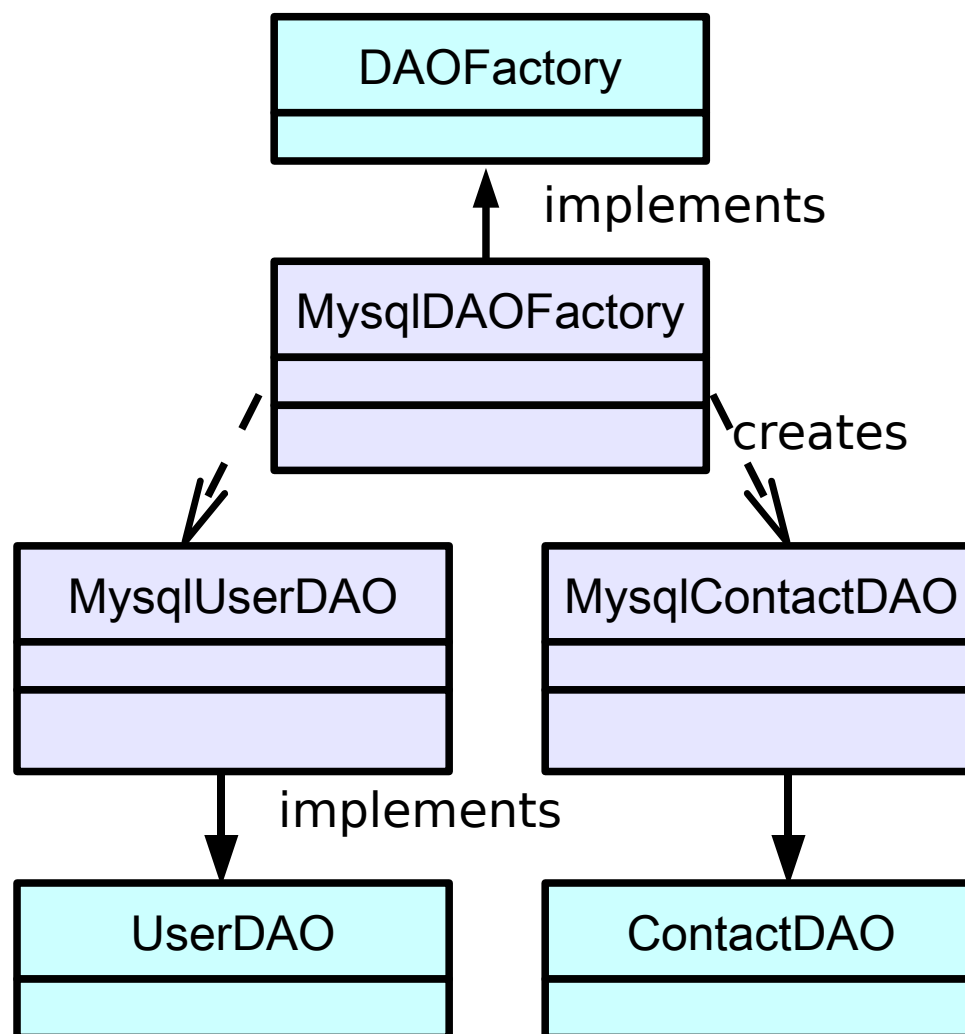 DAOFactory
implements
MysqlDAOFactory
creates
MysqlUserDAO
MysqlContactDAO
implements
UserDAO
ContactDAO